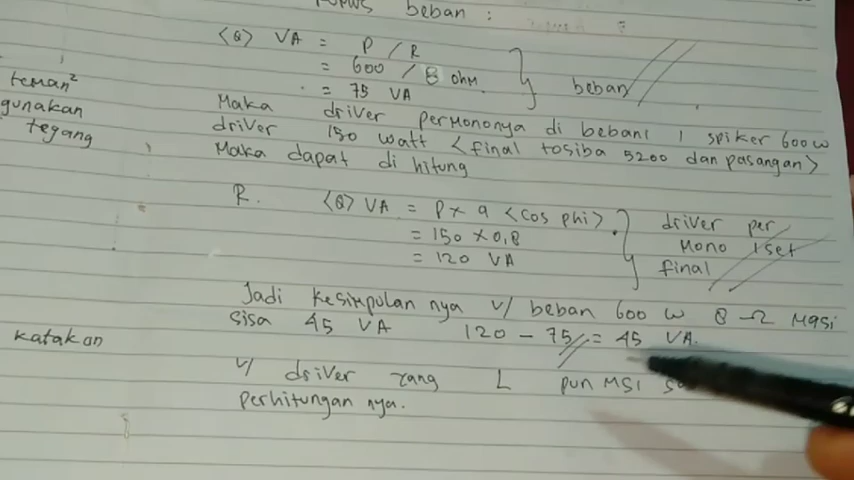 beban :
<Q> VA = P / R
= 600 / 8 ohm.
= 75 VA
beban
teman²
gunakan
tegang
Maka driver permononya di bebani 1 spiker 600w
driver 150 watt <final tosiba 5200 dan pasangan>
Maka dapat di hitung
R. <Q> VA = P x a <cos phi>.
= 150 x 0,8
= 120 VA
driver per
Mono 1 set
final
Jadi kesimpulan nya v/ beban 600 w 8 Ω Masi
sisa 45 VA 120 - 75 = 45 VA.
katakan
v/ driver yang L pun MSI
perhitungan nya.